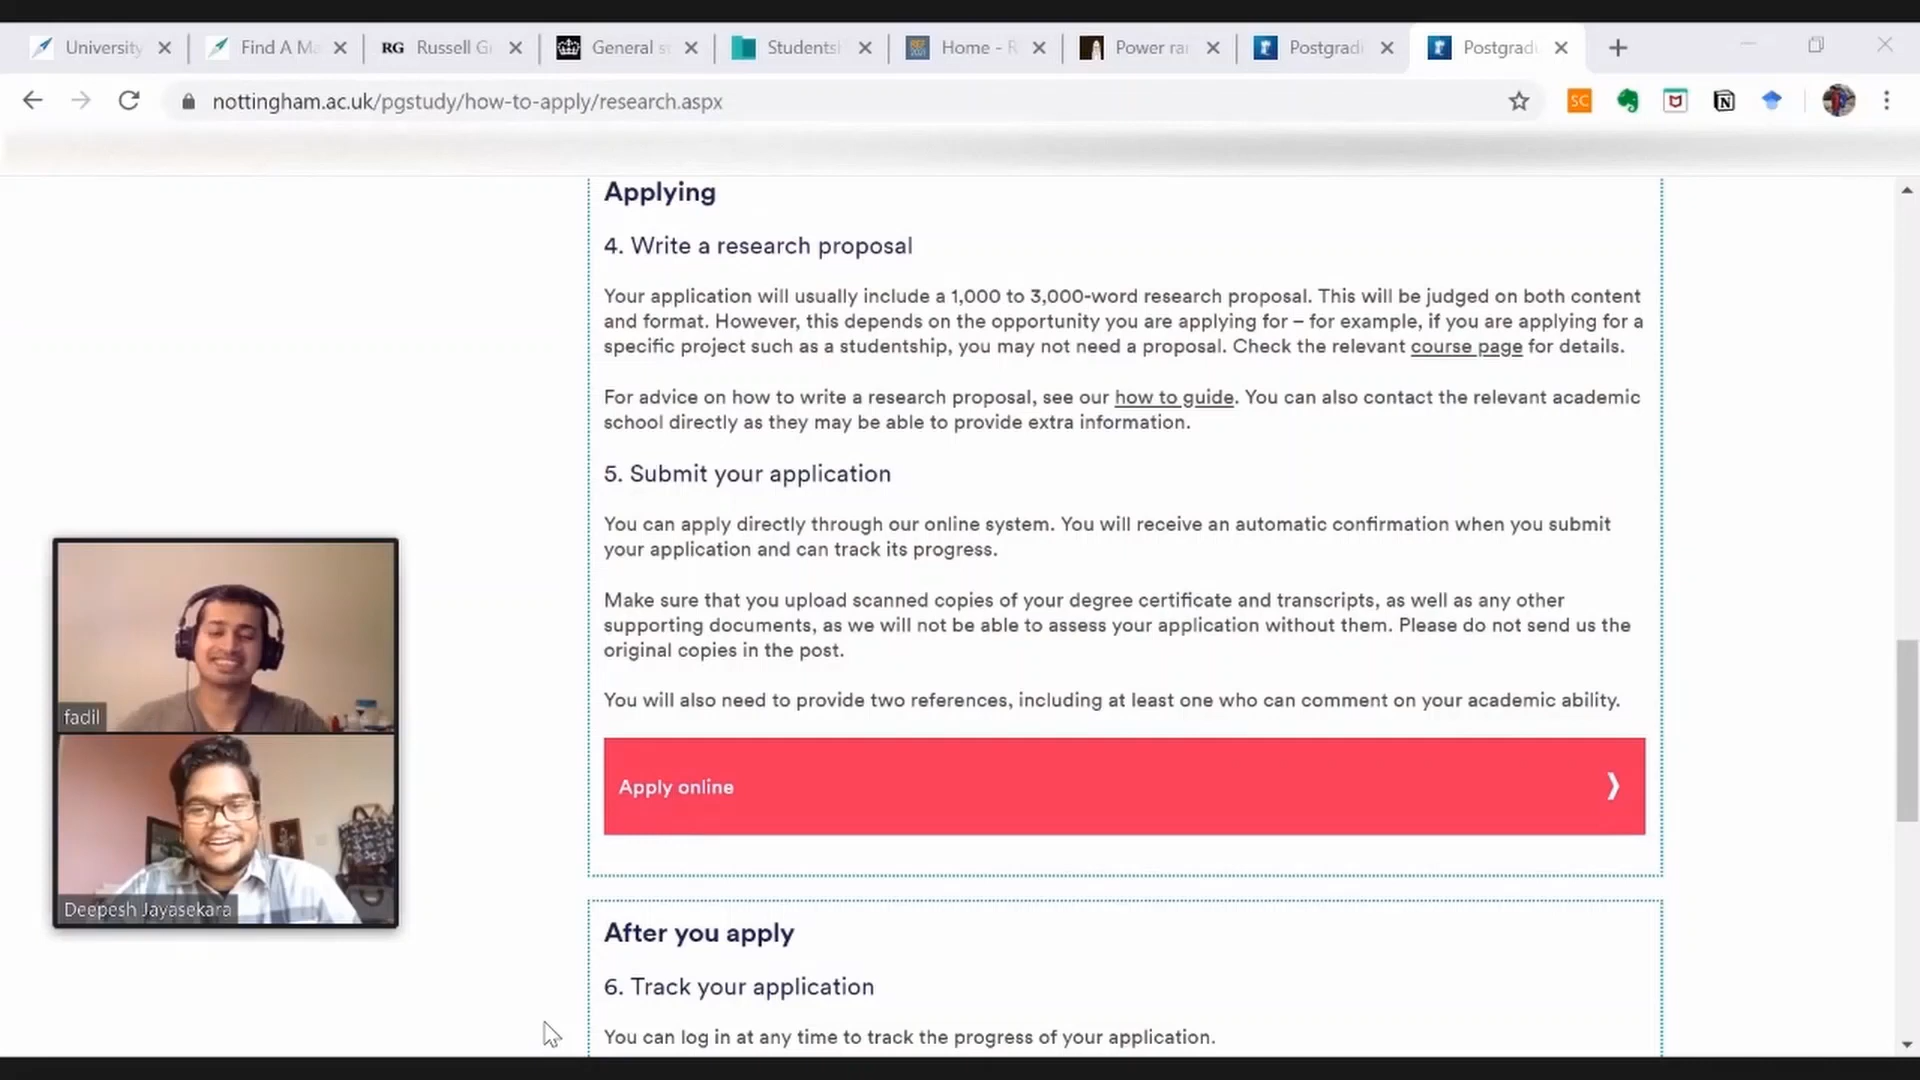 University
Find A Ma
RG Russell G
General s
Students
Home - R
Power ra
Postgrad
Postgrad
nottingham.ac.uk/pgstudy/how-to-apply/research.aspx
SC
Applying
4. Write a research proposal
Your application will usually include a 1,000 to 3,000-word research proposal. This will be judged on both content
and format. However, this depends on the opportunity you are applying for – for example, if you are applying for a
specific project such as a studentship, you may not need a proposal. Check the relevant course page for details.
For advice on how to write a research proposal, see our how to guide. You can also contact the relevant academic
school directly as they may be able to provide extra information.
5. Submit your application
You can apply directly through our online system. You will receive an automatic confirmation when you submit
your application and can track its progress.
Make sure that you upload scanned copies of your degree certificate and transcripts, as well as any other
supporting documents, as we will not be able to assess your application without them. Please do not send us the
original copies in the post.
You will also need to provide two references, including at least one who can comment on your academic ability.
Apply online
fadil
Deepesh Jayasekara
After you apply
6. Track your application
You can log in at any time to track the progress of your application.